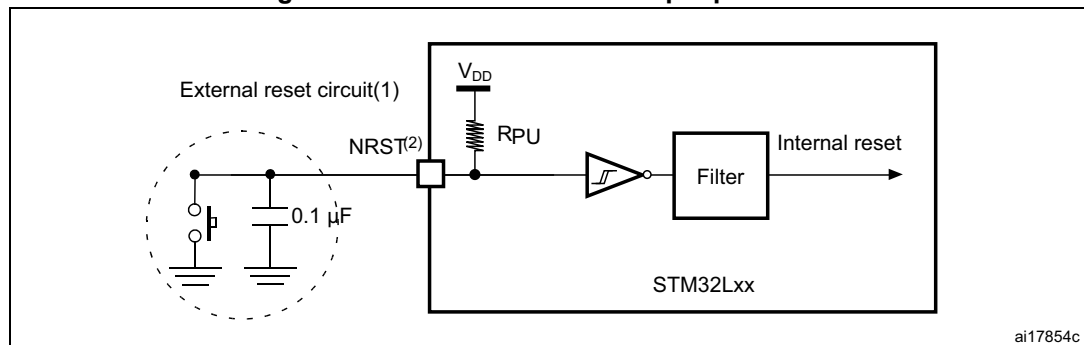 External reset circuit(1)
VDD
NRST(2)
RPU
Internal reset
Filter
0.1 µF
STM32Lxx
ai17854c